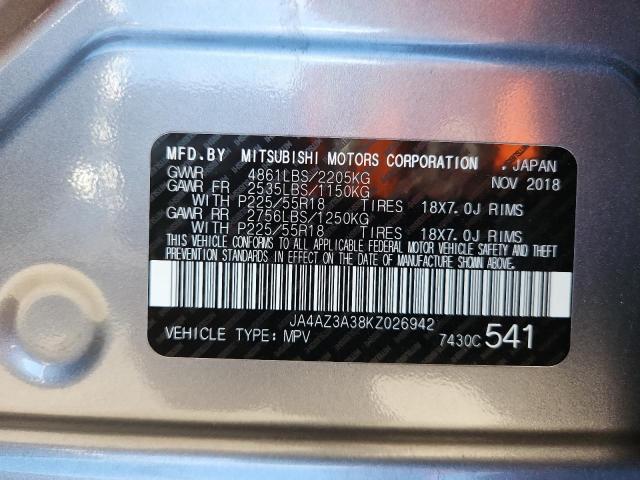 MFD.BY MITSUBISHI MOTORS CORPORATION .JAPAN
GVWR 4861LBS/2205KG NOV 2018
GAWR FR 2535LBS/1150KG
WITH P225/55R18 TIRES 18X7.0J RIMS
GAWR RR 2756LBS/1250KG
WITH P225/55R18 TIRES 18X7.0J RIMS
THIS VEHICLE CONFORMS TO ALL APPLICABLE FEDERAL MOTOR VEHICLE SAFETY AND THEFT
PREVENTION STANDARDS IN EFFECT ON THE DATE OF MANUFACTURE SHOWN ABOVE.
JA4AZ3A38KZ026942
VEHICLE TYPE: MPV 7430C 541